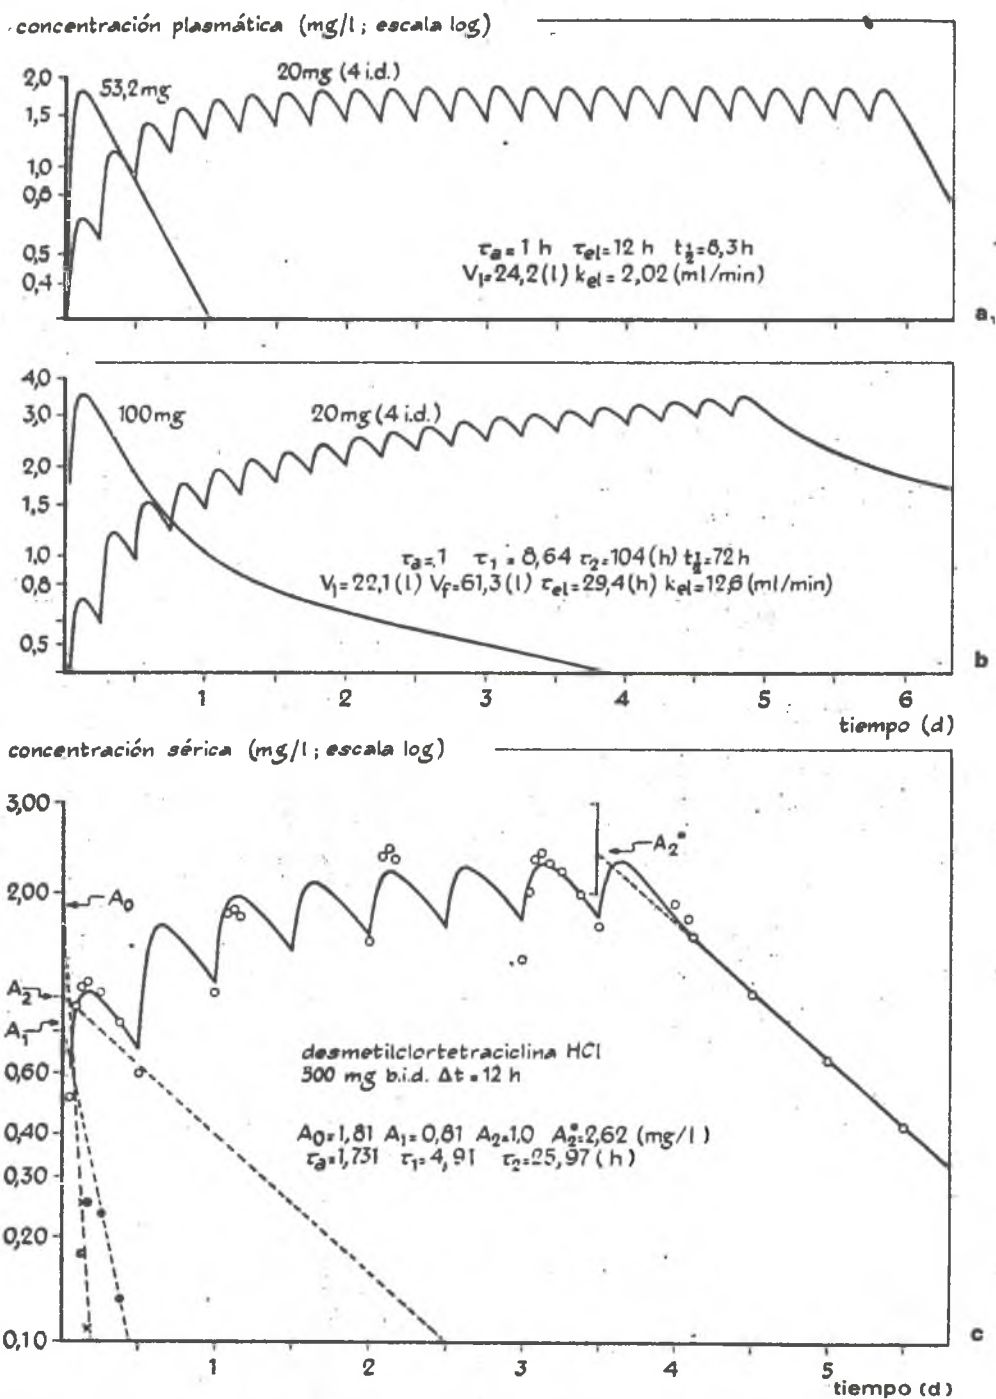 concentración plasmática (mg/l; escala log)
2,0
1,5
1,0
0,8
0,5
0,4
53,2mg
20mg (4 i.d.)
τa = 1 h τel = 12 h t½ = 8,3 h
V1 = 24,2 (l) kel = 2,02 (ml/min)
a
4,0
3,0
2,0
1,5
1,0
0,8
0,5
100mg
20mg (4 i.d.)
τa = 1 τ1 = 8,64 τ2 = 104 (h) t½ = 72 h
V1 = 22,1 (l) Vf = 61,3 (l) τel = 29,4 (h) kel = 12,6 (ml/min)
b
1 2 3 4 5 6
tiempo (d)
concentración sérica (mg/l; escala log)
3,00
2,00
A2
A1
0,60
0,40
0,30
0,20
0,10
A0
A2*
desmetilclortetraciclina HCl
300 mg b.i.d. Δt = 12 h
A0 = 1,81 A1 = 0,81 A2 = 1,0 A2* = 2,62 (mg/l)
τa = 1,731 τ1 = 4,91 τ2 = 25,97 (h)
c
1 2 3 4 5
tiempo (d)